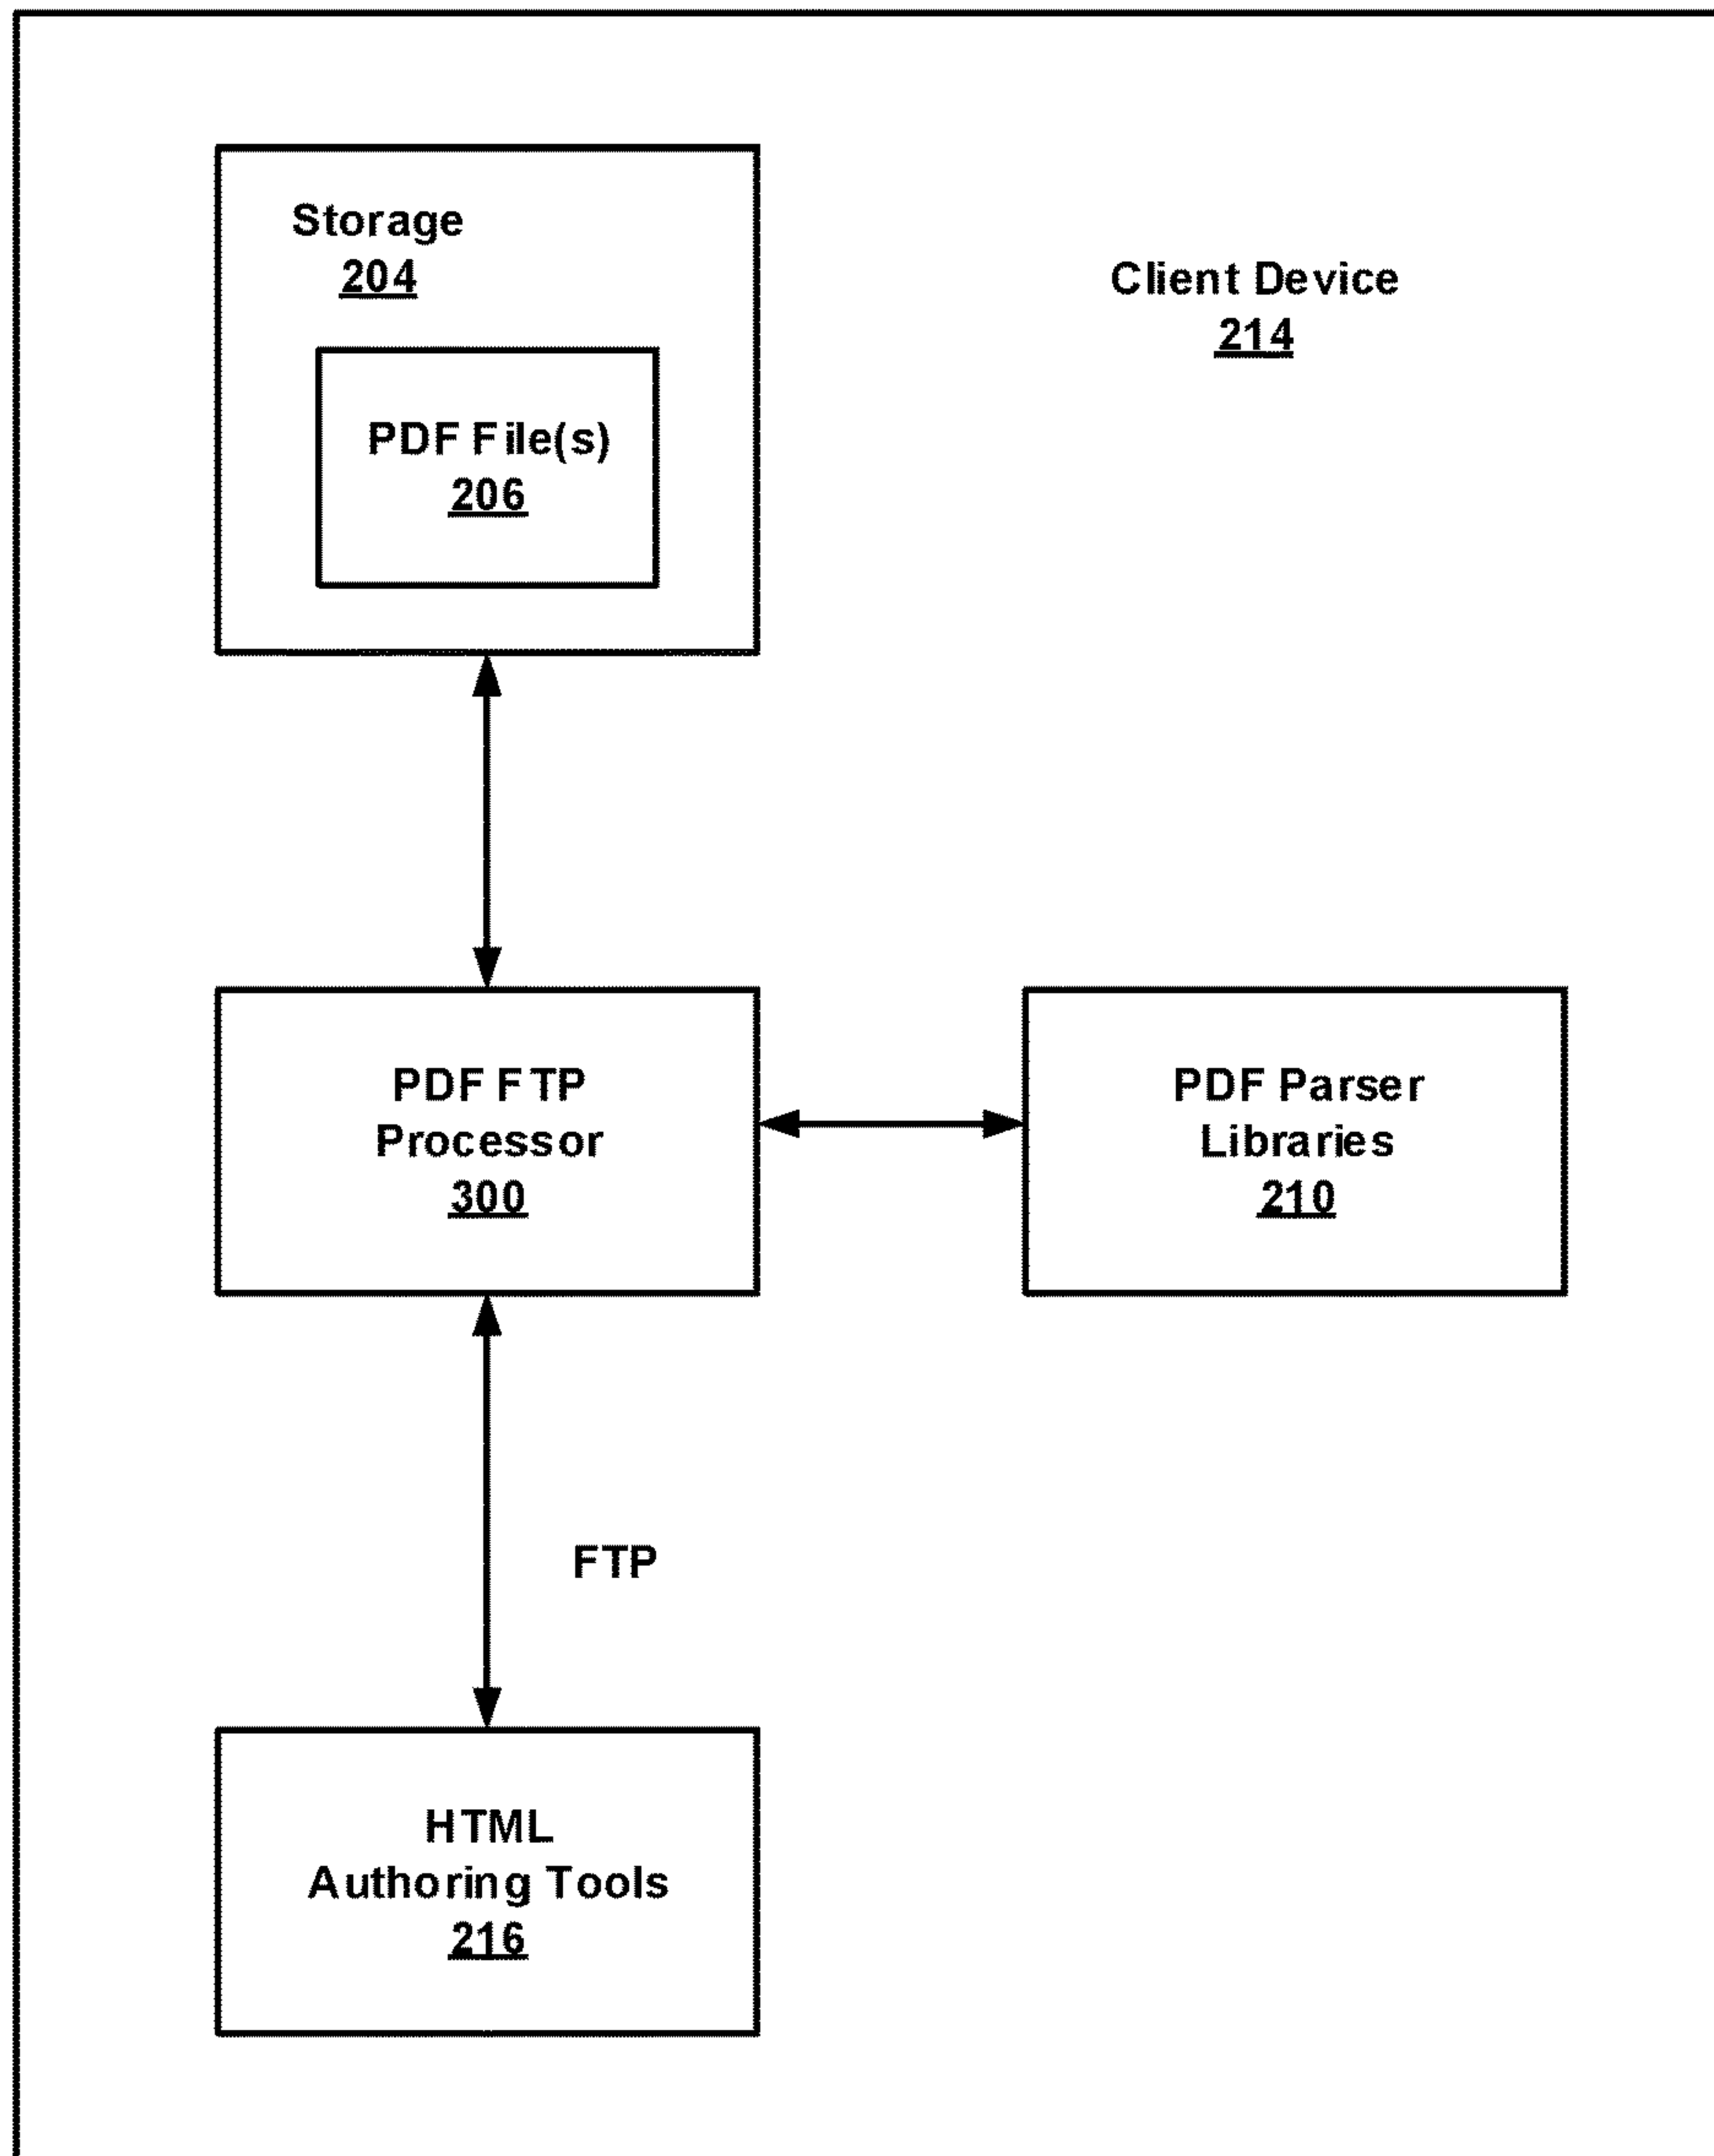 Storage
204
Client Device
214
PDF File(s)
206
PDF FTP
Processor
300
PDF Parser
Libraries
210
FTP
HTML
Authoring Tools
216